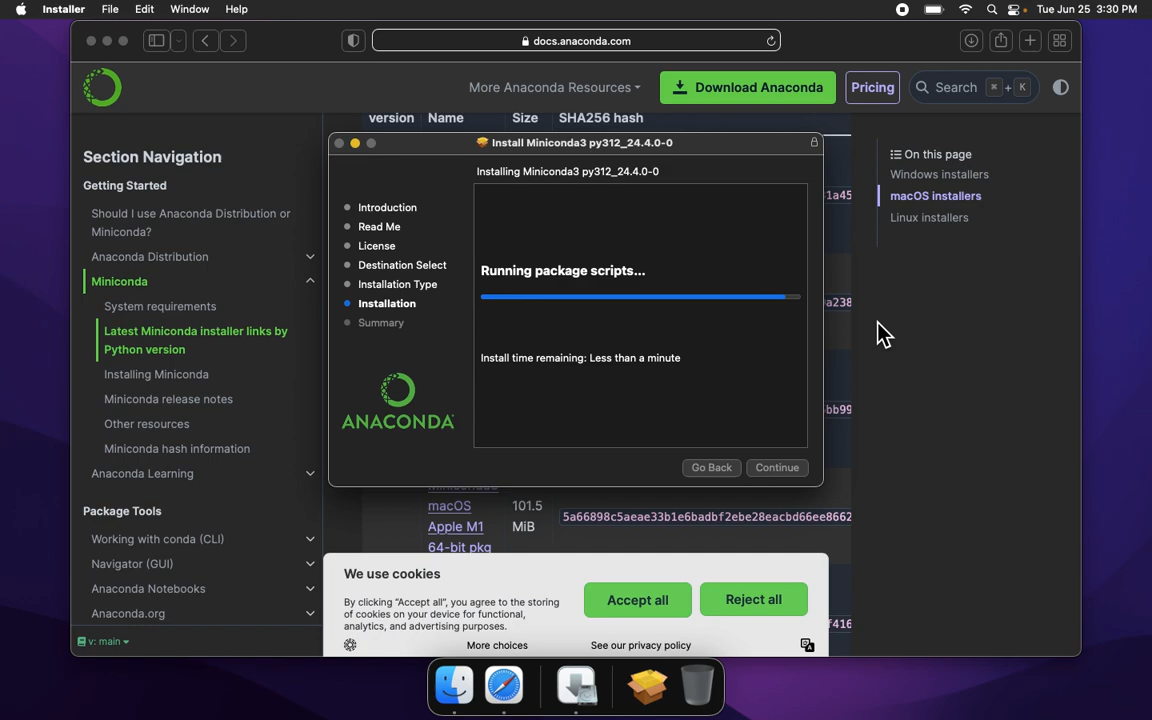 Installer File Edit Window Help
Tue Jun 25 3:30 PM
docs.anaconda.com
More Anaconda Resources
Download Anaconda
Pricing
Search ⌘ + K
Section Navigation
Getting Started
Should I use Anaconda Distribution or
Miniconda?
Anaconda Distribution
Miniconda
System requirements
Latest Miniconda installer links by
Python version
Installing Miniconda
Miniconda release notes
Other resources
Miniconda hash information
Anaconda Learning
Package Tools
Working with conda (CLI)
Navigator (GUI)
Anaconda Notebooks
Anaconda.org
v: main
version Name Size SHA256 hash
1a45
a238
bb99
macOS
Apple M1
64-bit pkg
101.5
MiB
5a66898c5aeae33b1e6badbf2ebe28eacbd66ee8662
f416
Install Miniconda3 py312_24.4.0-0
Installing Miniconda3 py312_24.4.0-0
Introduction
Read Me
License
Destination Select
Installation Type
Installation
Summary
ANACONDA
Running package scripts...
Install time remaining: Less than a minute
Go Back
Continue
On this page
Windows installers
macOS installers
Linux installers
We use cookies
By clicking "Accept all", you agree to the storing
of cookies on your device for functional,
analytics, and advertising purposes.
Accept all
Reject all
More choices
See our privacy policy